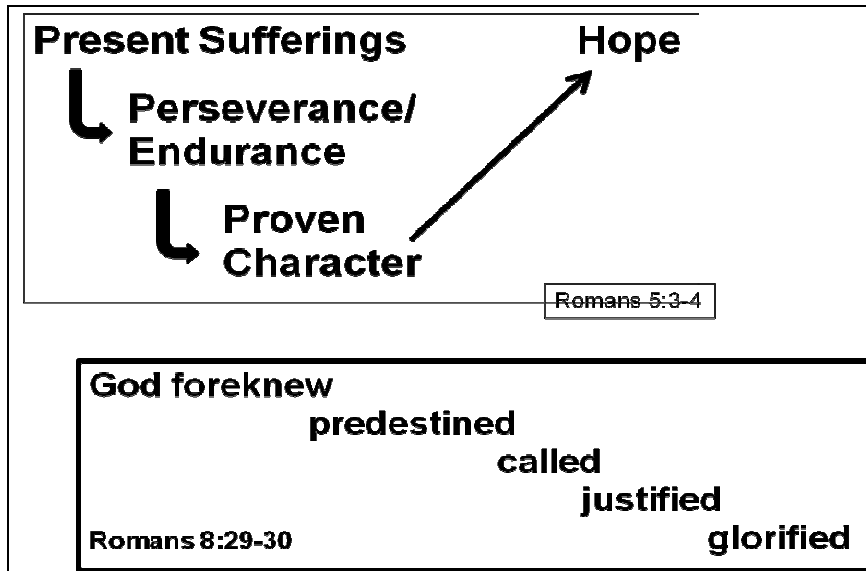 Present Sufferings Hope
Perseverance/
Endurance
Proven
Character
Romans 5:3-4
God foreknew
predestined
called
justified
Romans 8:29-30 glorified